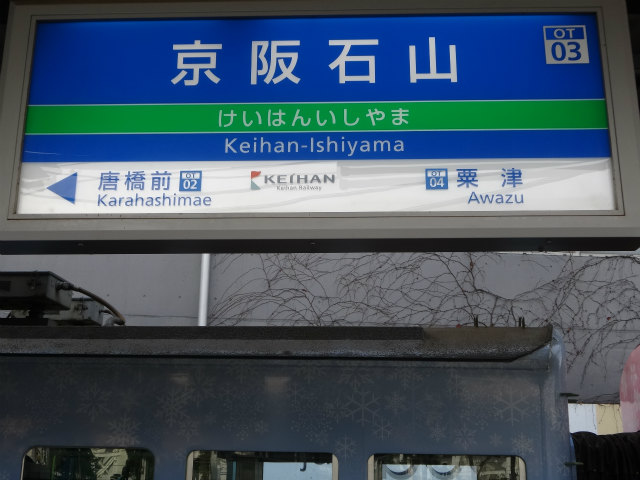 京阪石山
OT
03
けいはんいしやま
Keihan-Ishiyama
唐橋前 OT 02
Karahashimae
KEIHAN
Keihan Railway
OT 04 粟津
Awazu